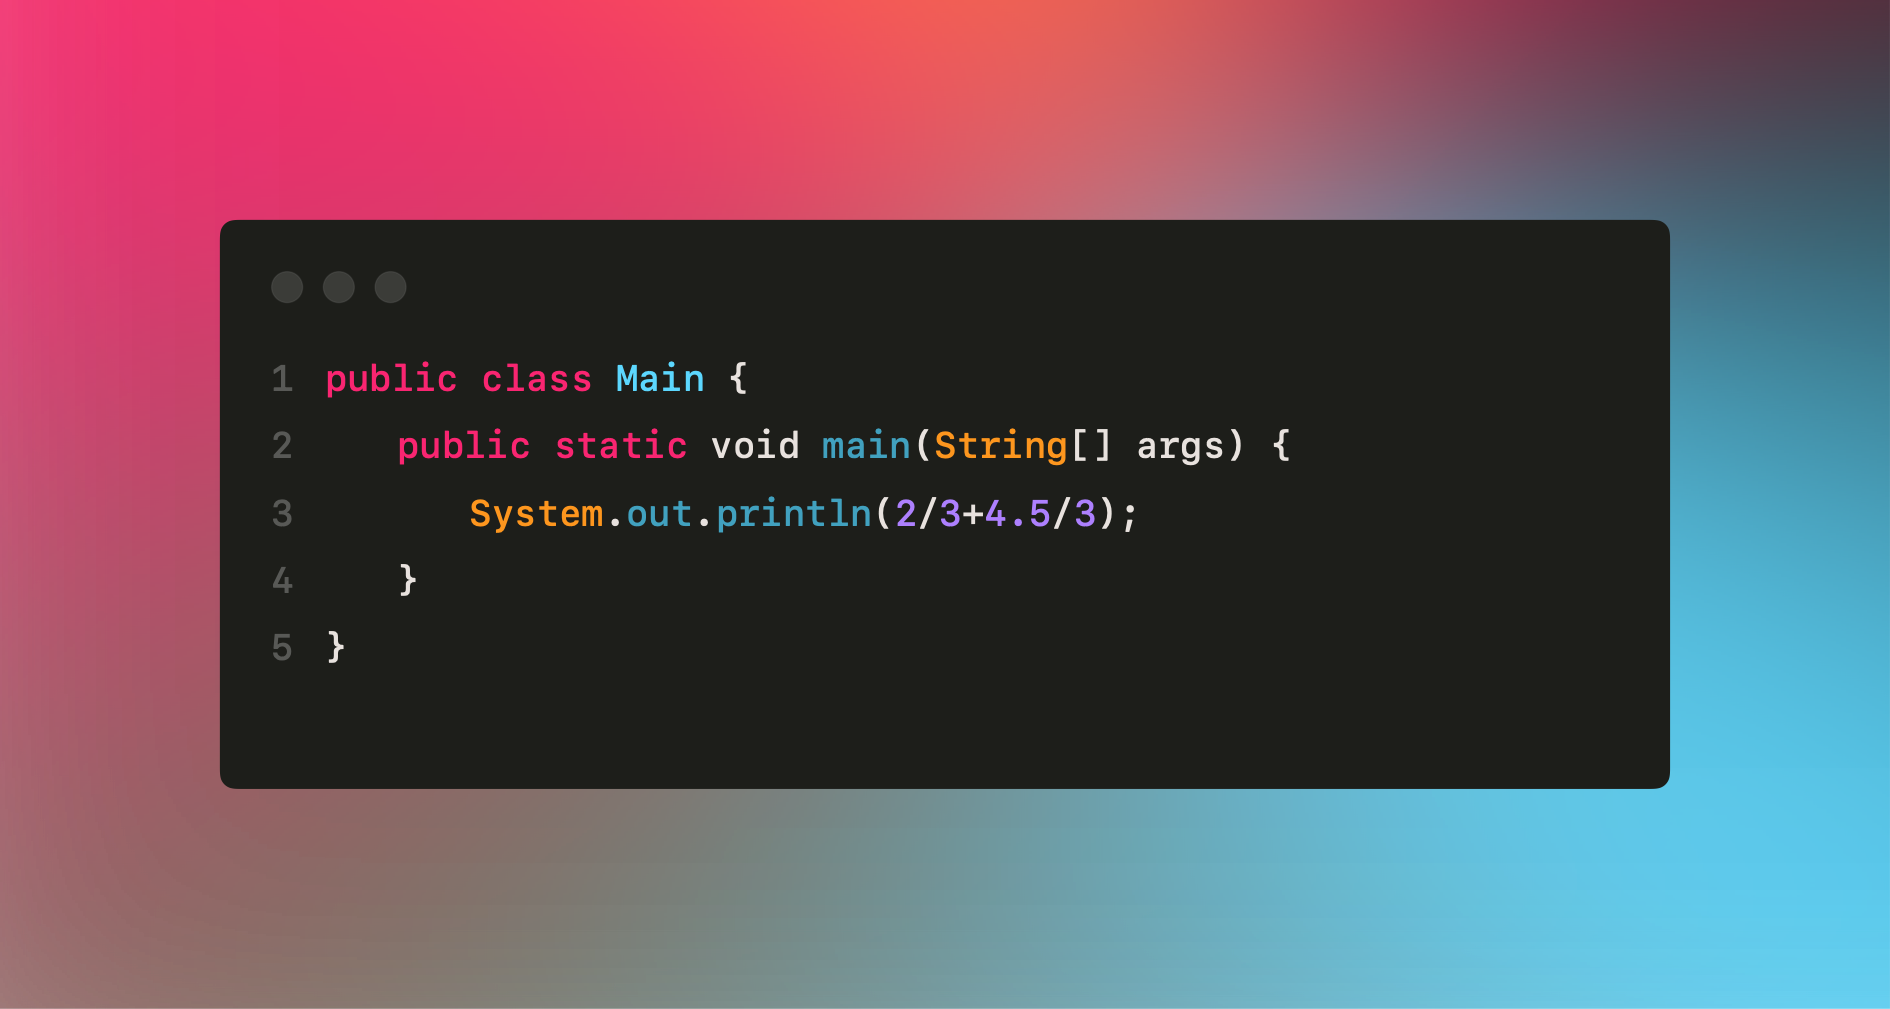 1 public class Main {
2 public static void main(String[] args) {
3 System.out.println(2/3+4.5/3);
4 }
5 }